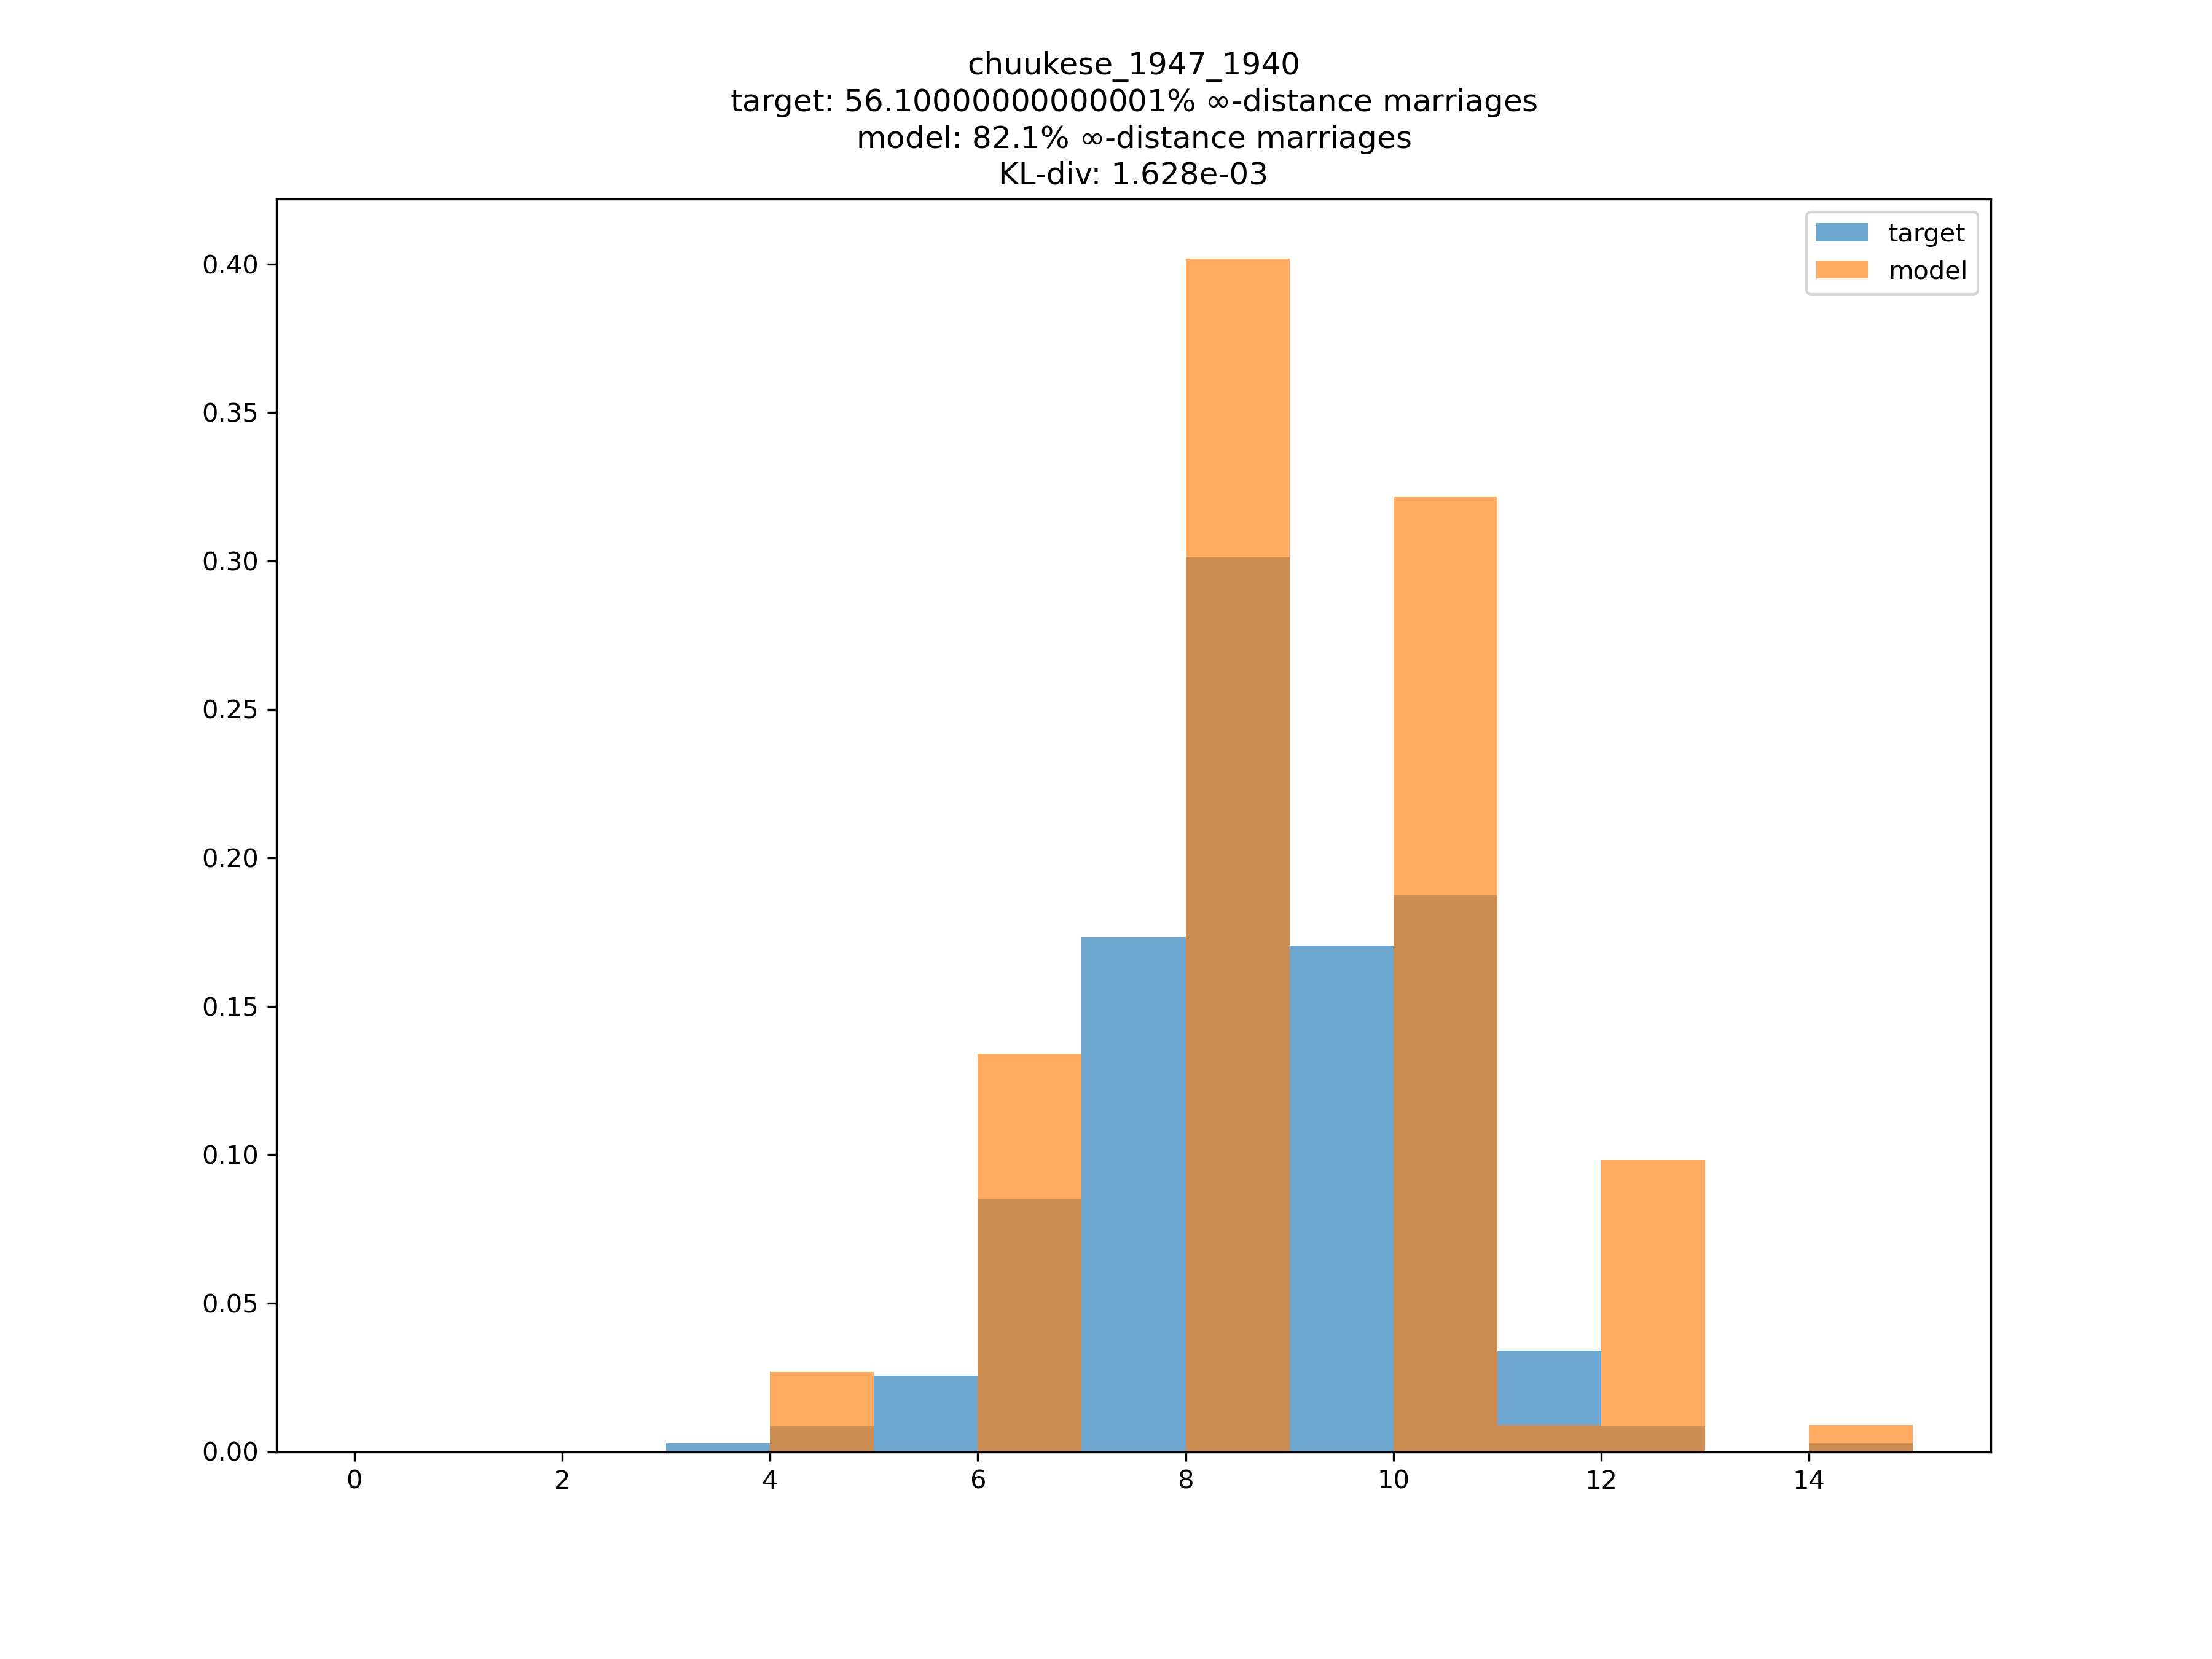 chuukese_1947_1940
target: 56.10000000000001% ∞-distance marriages
model: 82.1% ∞-distance marriages
KL-div: 1.628e-03
target
model
0.40
0.35
0.30
0.25
0.20
0.15
0.10
0.05
0.00
0 2 4 6 8 10 12 14